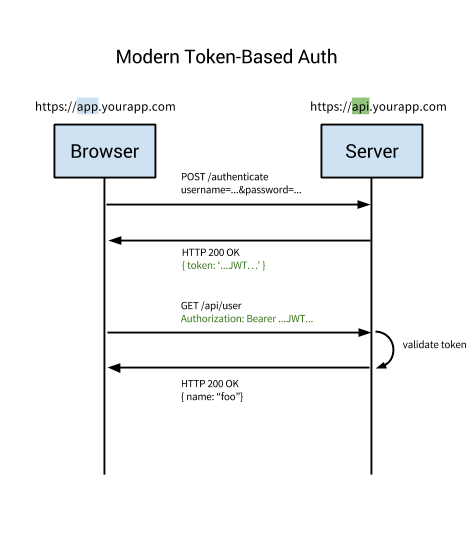 Modern Token-Based Auth
https://app.yourapp.com
https://api.yourapp.com
Browser
Server
POST /authenticate
username=...&password=...
HTTP 200 OK
{ token: ‘...JWT...’ }
GET /api/user
Authorization: Bearer ...JWT...
validate token
HTTP 200 OK
{ name: “foo”}